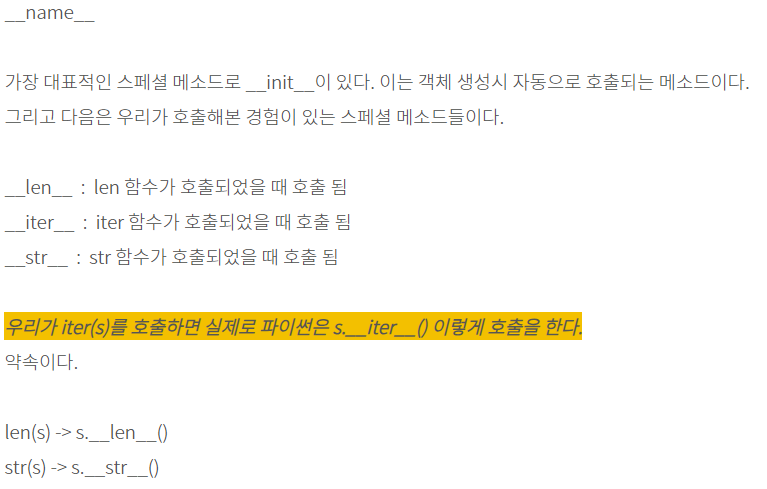 __name__
가장 대표적인 스페셜 메소드로 __init__이 있다. 이는 객체 생성시 자동으로 호출되는 메소드이다.
그리고 다음은 우리가 호출해본 경험이 있는 스페셜 메소드들이다.
__len__ : len 함수가 호출되었을 때 호출 됨
__iter__ : iter 함수가 호출되었을 때 호출 됨
__str__ : str 함수가 호출되었을 때 호출 됨
우리가 iter(s)를 호출하면 실제로 파이썬은 s.__iter__() 이렇게 호출을 한다.
약속이다.
len(s) -> s.__len__()
str(s) -> s.__str__()